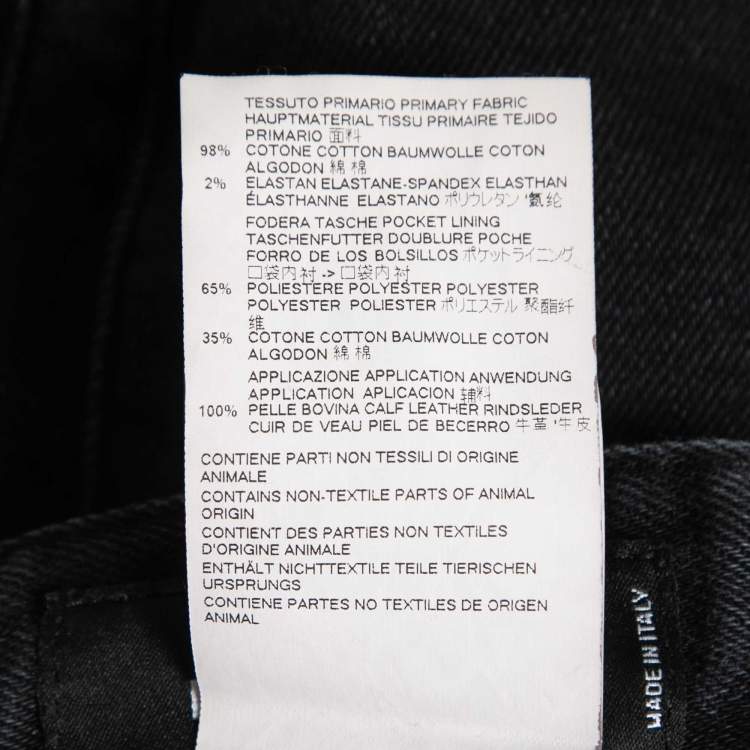 TESSUTO PRIMARIO PRIMARY FABRIC
HAUPTMATERIAL TISSU PRIMAIRE TEJIDO
PRIMARIO 面料
98% COTONE COTTON BAUMWOLLE COTON
ALGODON 綿 棉
2% ELASTAN ELASTANE-SPANDEX ELASTHAN
ÉLASTHANNE ELASTANO ポリウレタン '氨纶
FODERA TASCHE POCKET LINING
TASCHENFUTTER DOUBLURE POCHE
FORRO DE LOS BOLSILLOS ポケットライニング
口袋内衬 -> 口袋内衬
65% POLIESTERE POLYESTER POLYESTER
POLYESTER POLIESTER ポリエステル 聚酯纤
维
35% COTONE COTTON BAUMWOLLE COTON
ALGODON 綿 棉
APPLICAZIONE APPLICATION ANWENDUNG
APPLICATION APLICACION 辅料
100% PELLE BOVINA CALF LEATHER RINDSLEDER
CUIR DE VEAU PIEL DE BECERRO 牛革 '牛皮
CONTIENE PARTI NON TESSILI DI ORIGINE
ANIMALE
CONTAINS NON-TEXTILE PARTS OF ANIMAL
ORIGIN
CONTIENT DES PARTIES NON TEXTILES
D'ORIGINE ANIMALE
ENTHÄLT NICHTTEXTILE TEILE TIERISCHEN
URSPRUNGS
CONTIENE PARTES NO TEXTILES DE ORIGEN
ANIMAL
MADE IN ITALY